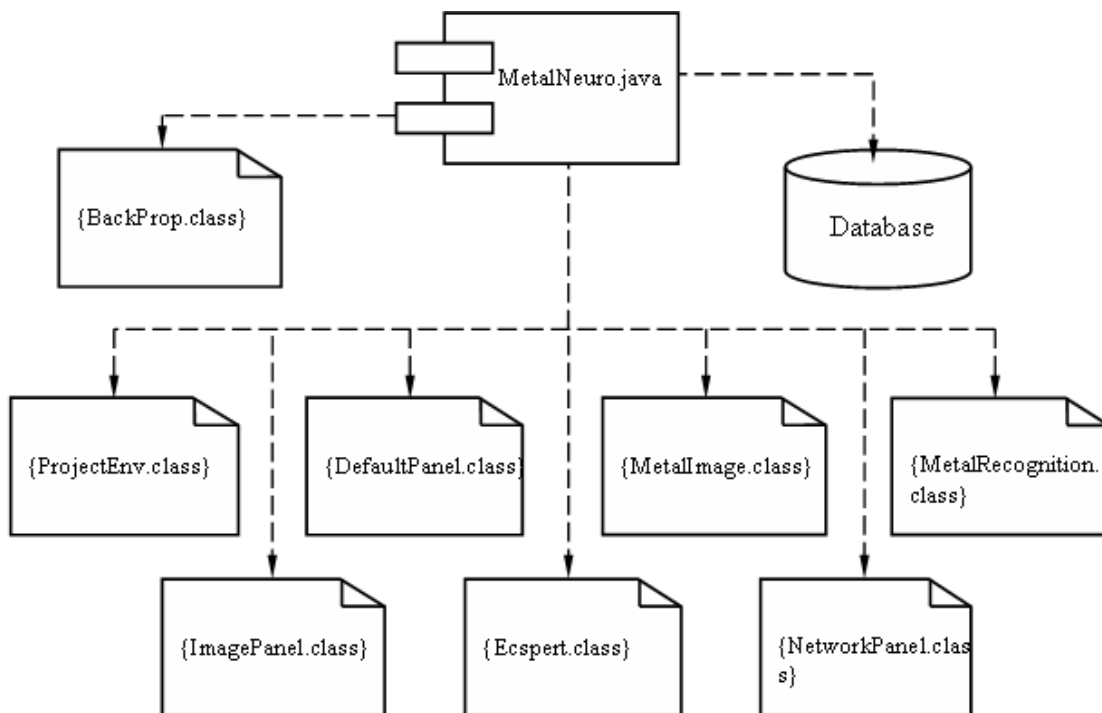 MetalNeuro.java
{BackProp.class}
Database
{ProjectEnv.class}
{DefaultPanel.class}
{MetalImage.class}
{MetalRecognition.
class}
{ImagePanel.class}
{Ecspert.class}
{NetworkPanel.clas
s}